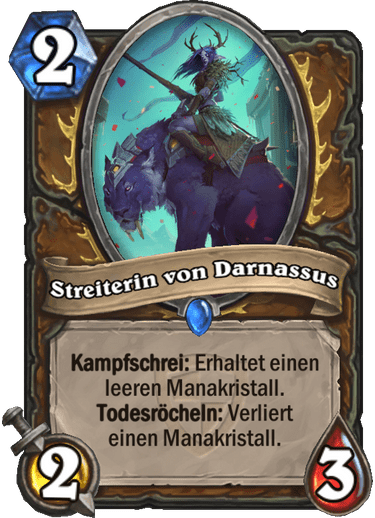 2
Streiterin von Darnassus
Kampfschrei: Erhaltet einen
leeren Manakristall.
Todesröcheln: Verliert
einen Manakristall.
2
3